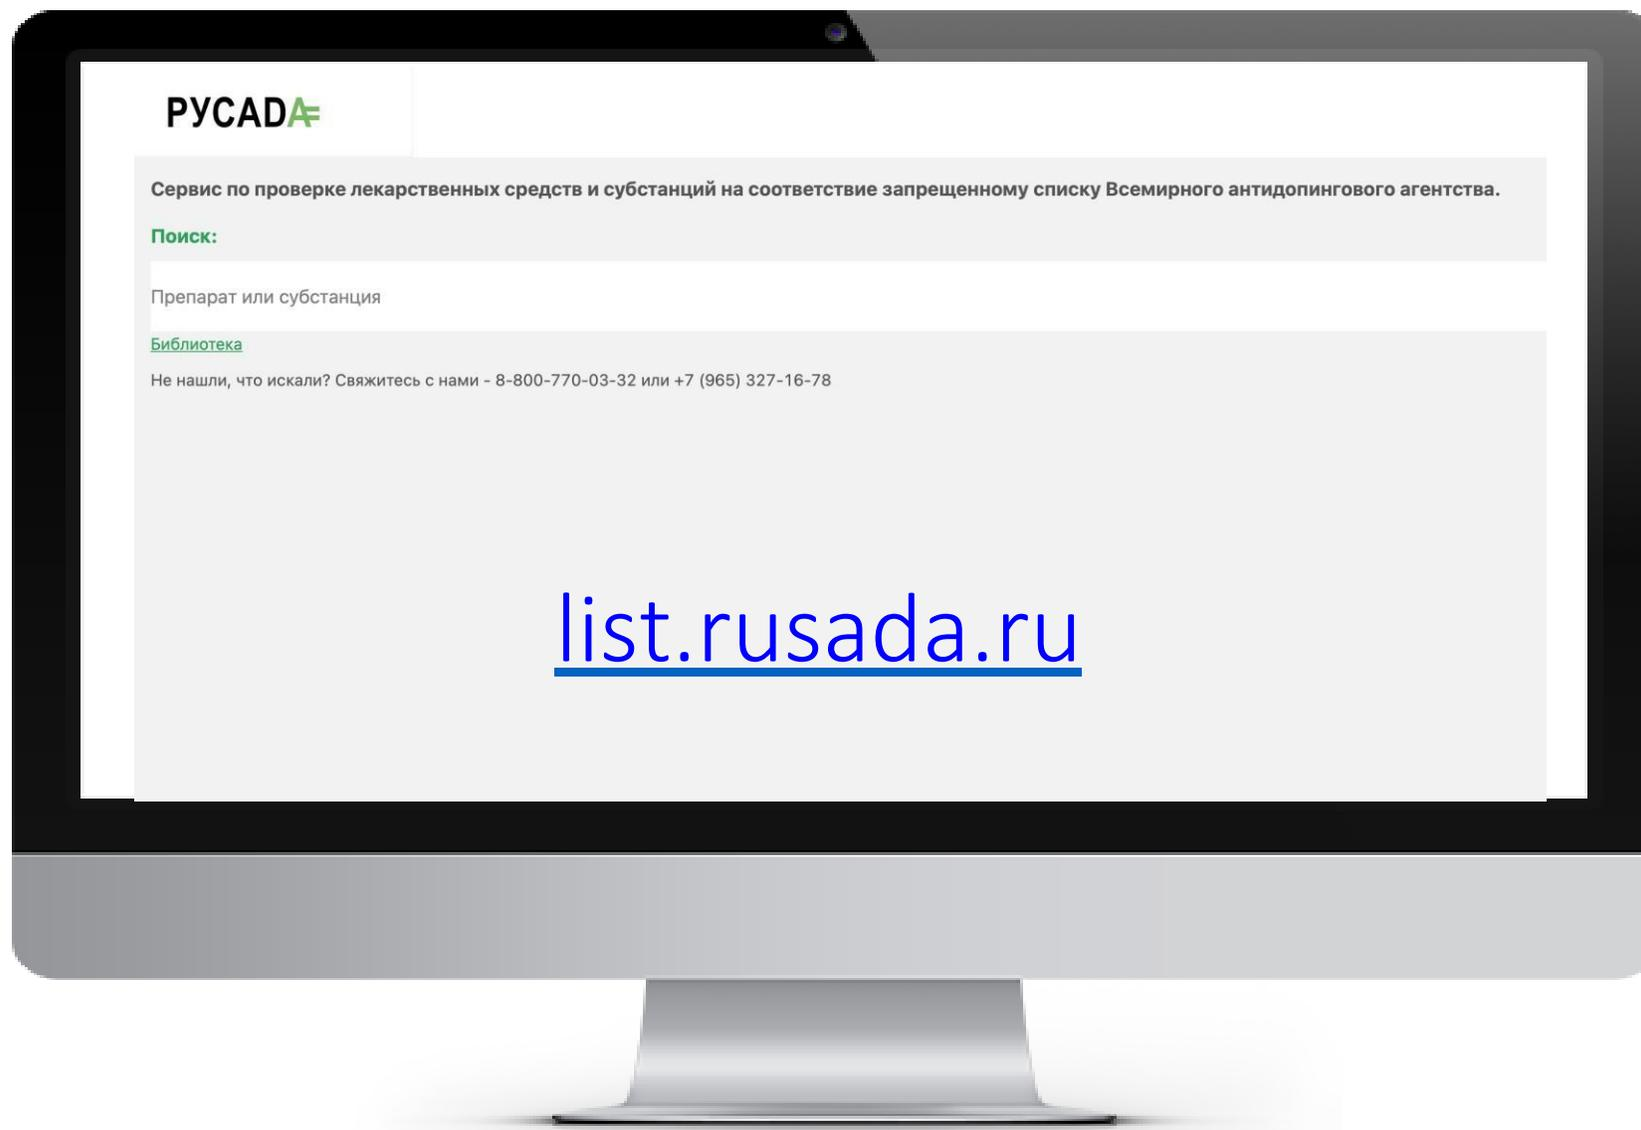 РУСАDA
Сервис по проверке лекарственных средств и субстанций на соответствие запрещенному списку Всемирного антидопингового агентства.
Поиск:
Препарат или субстанция
Библиотека
Не нашли, что искали? Свяжитесь с нами - 8-800-770-03-32 или +7 (965) 327-16-78
list.rusada.ru